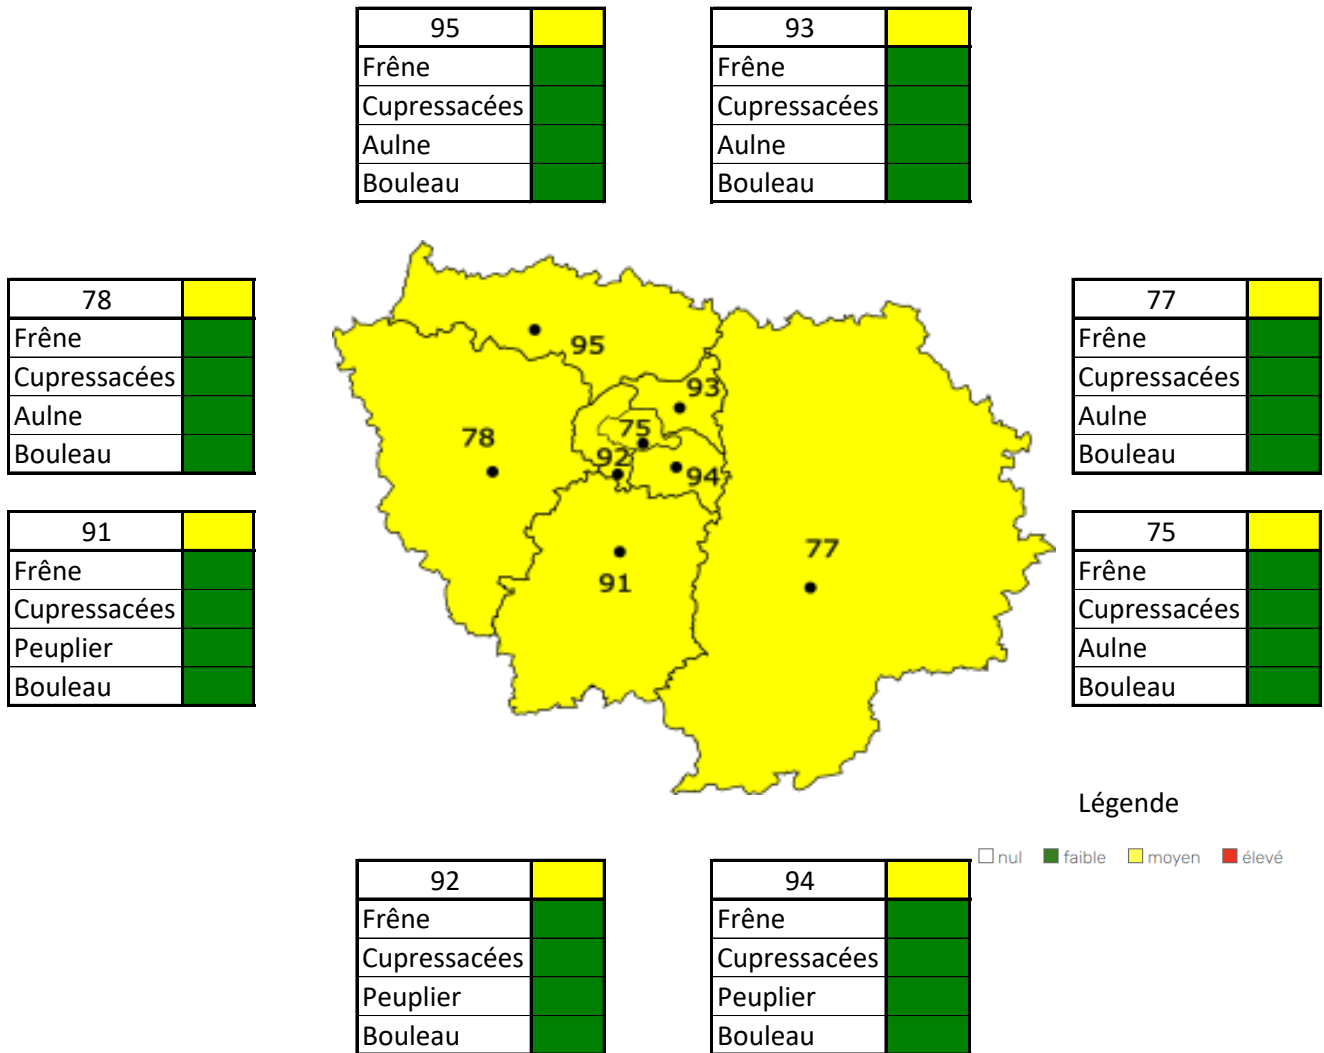 95
Frêne
Cupressacées
Aulne
Bouleau
93
Frêne
Cupressacées
Aulne
Bouleau
78
Frêne
Cupressacées
Aulne
Bouleau
91
Frêne
Cupressacées
Peuplier
Bouleau
95
93
75
78
92
94
77
91
77
Frêne
Cupressacées
Aulne
Bouleau
75
Frêne
Cupressacées
Aulne
Bouleau
Légende
nul faible moyen élevé
92
Frêne
Cupressacées
Peuplier
Bouleau
94
Frêne
Cupressacées
Peuplier
Bouleau